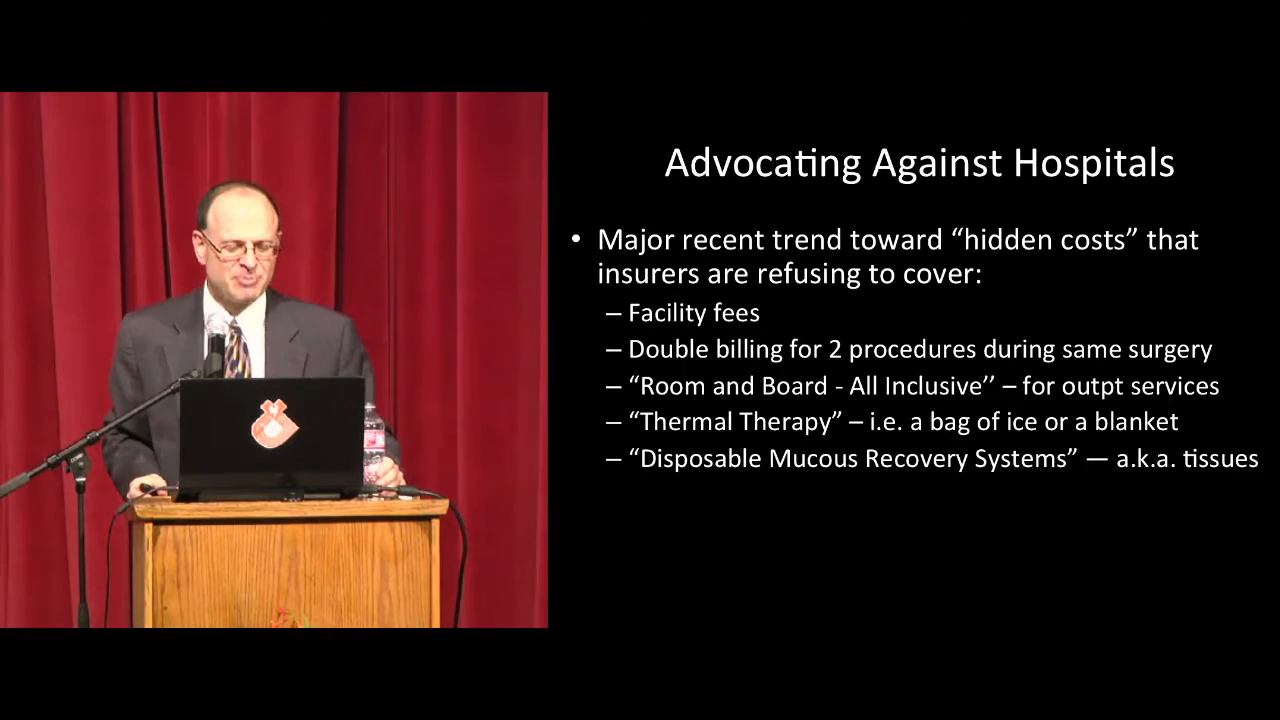 Advocating Against Hospitals
• Major recent trend toward “hidden costs” that
insurers are refusing to cover:
– Facility fees
– Double billing for 2 procedures during same surgery
– “Room and Board - All Inclusive’’ – for outpt services
– “Thermal Therapy” – i.e. a bag of ice or a blanket
– “Disposable Mucous Recovery Systems” — a.k.a. tissues